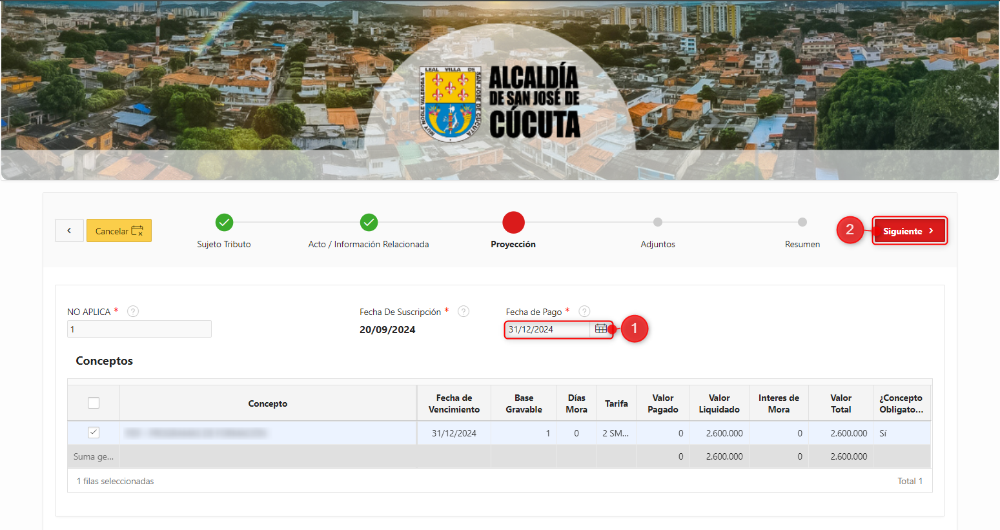 LEAL VILLA DE
MUY NOBLE VALEROSA Y
SAN JOSE DE CUCUTA
ALCALDÍA
DE SAN JOSÉ DE
CÚCUTA
Cancelar
Sujeto Tributo
Acto / Información Relacionada
Proyección
Adjuntos
Resumen
2
Siguiente
NO APLICA * ?
Fecha De Suscripción * ?
Fecha de Pago * ?
1
20/09/2024
31/12/2024
1
Conceptos
Concepto
Fecha de
Vencimiento
Base
Gravable
Días
Mora
Tarifa
Valor
Pagado
Valor
Liquidado
Interes de
Mora
Valor
Total
¿Concepto
Obligato...
31/12/2024 1 0 2 SM... 0 2.600.000 0 2.600.000 Sí
Suma ge... 0 2.600.000 0 2.600.000
1 filas seleccionadas
Total 1